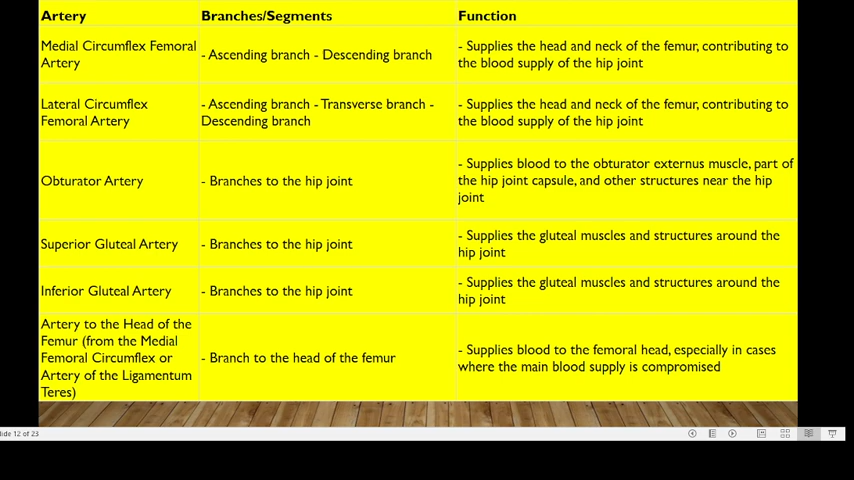 Artery Branches/Segments Function
Medial Circumflex Femoral
Artery
- Ascending branch - Descending branch
- Supplies the head and neck of the femur, contributing to
the blood supply of the hip joint
Lateral Circumflex
Femoral Artery
- Ascending branch - Transverse branch -
Descending branch
- Supplies the head and neck of the femur, contributing to
the blood supply of the hip joint
Obturator Artery
- Branches to the hip joint
- Supplies blood to the obturator externus muscle, part of
the hip joint capsule, and other structures near the hip
joint
Superior Gluteal Artery
- Branches to the hip joint
- Supplies the gluteal muscles and structures around the
hip joint
Inferior Gluteal Artery
- Branches to the hip joint
- Supplies the gluteal muscles and structures around the
hip joint
Artery to the Head of the
Femur (from the Medial
Femoral Circumflex or
Artery of the Ligamentum
Teres)
- Branch to the head of the femur
- Supplies blood to the femoral head, especially in cases
where the main blood supply is compromised
lide 12 of 23